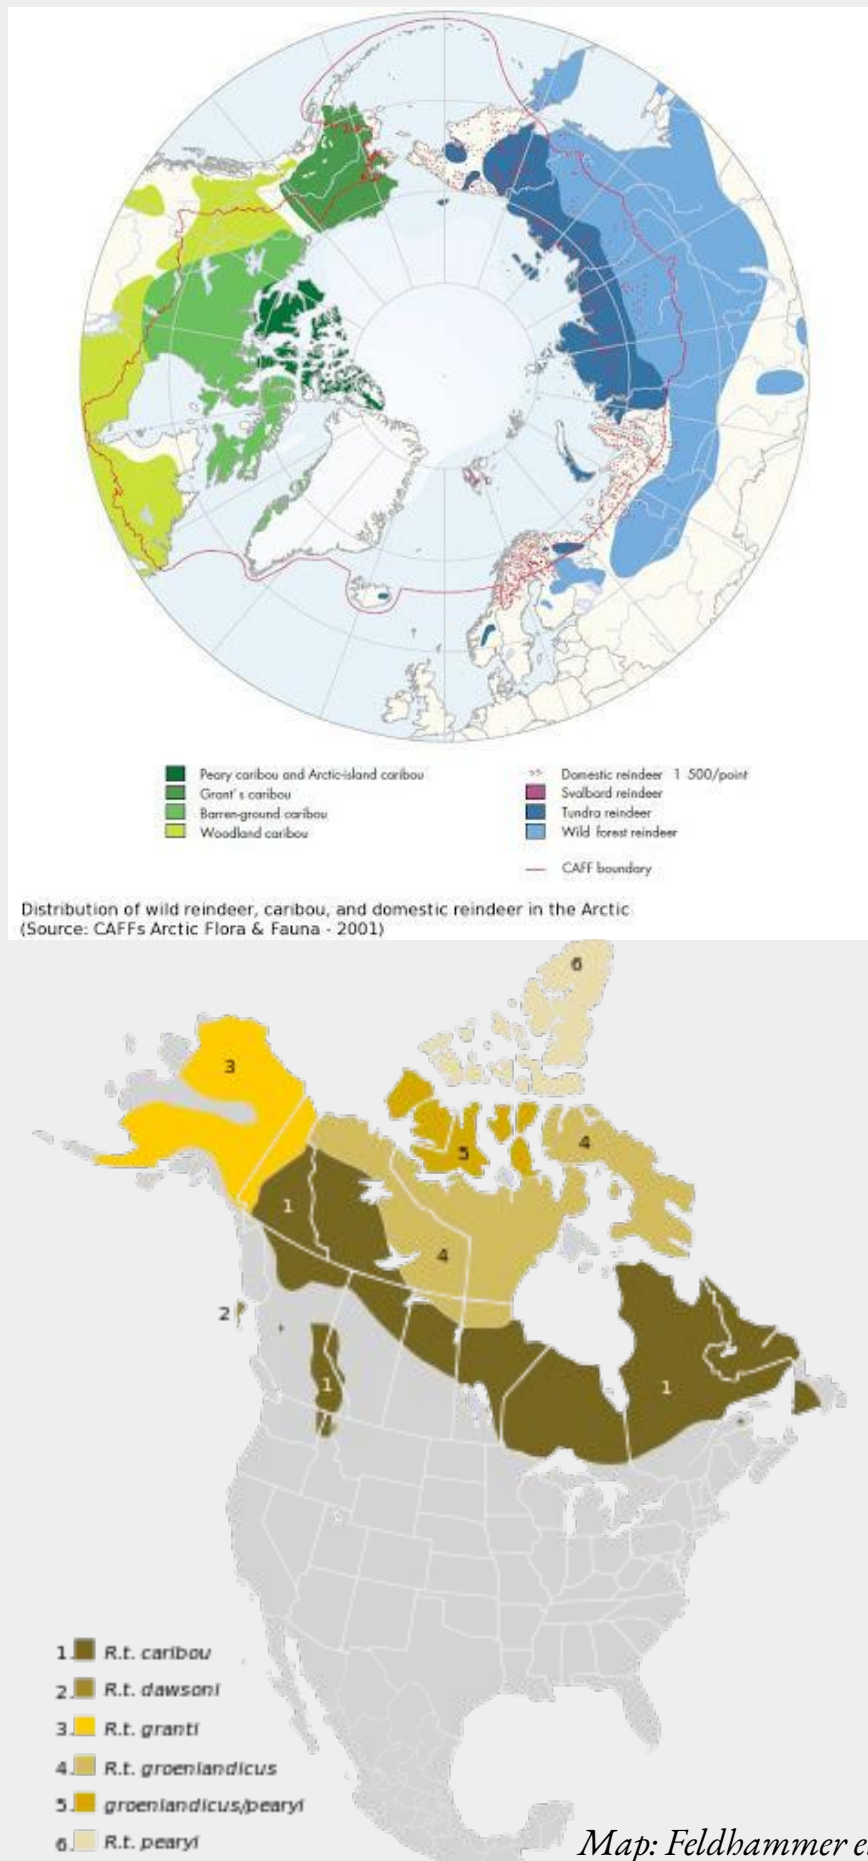 Peary caribou and Arctic-island caribou
Grant's caribou
Barren-ground caribou
Woodland caribou
Domestic reindeer 1 500/point
Svalbard reindeer
Tundra reindeer
Wild forest reindeer
CAFF boundary
Distribution of wild reindeer, caribou, and domestic reindeer in the Arctic
(Source: CAFFs Arctic Flora & Fauna - 2001)
6
3
5
4
1
4
2
1
1
1. R.t. caribou
2. R.t. dawsoni
3. R.t. granti
4. R.t. groenlandicus
5. groenlandicus/pearyi
6. R.t. pearyi
Map: Feldhammer e